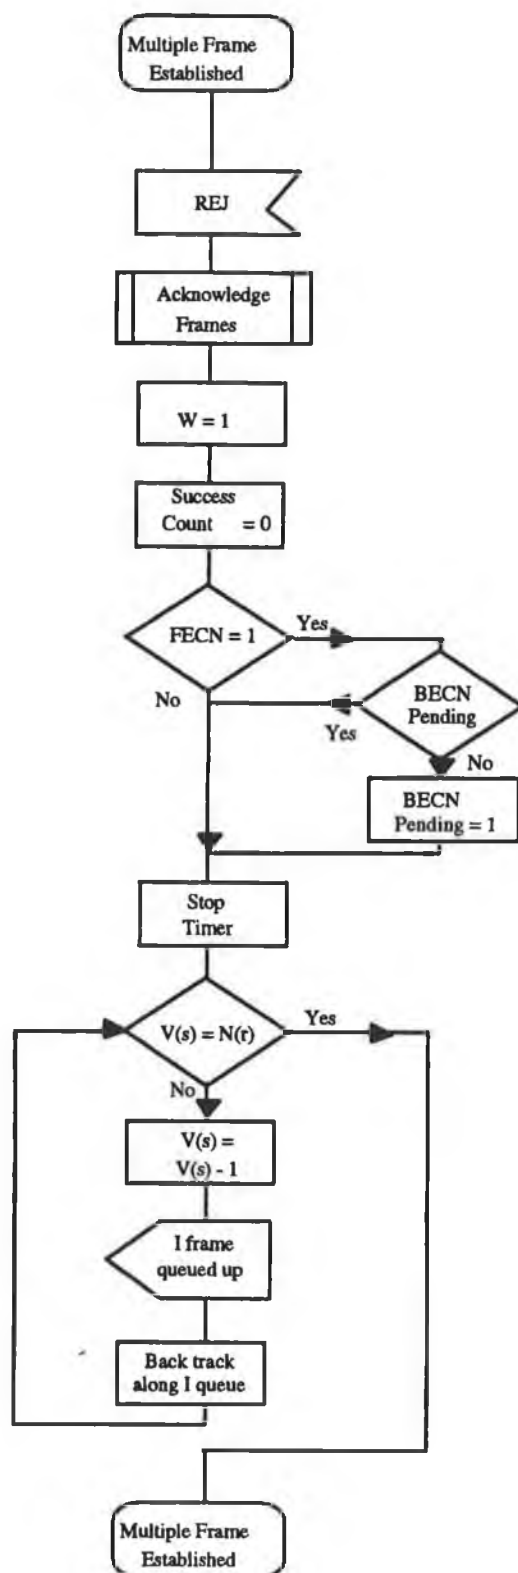 Multiple Frame
Established
REJ
Acknowledge
Frames
W = 1
Success
Count = 0
FECN = 1
Yes
No
BECN
Pending
Yes
No
BECN
Pending = 1
Stop
Timer
V(s) = N(r)
Yes
No
V(s) =
V(s) - 1
I frame
queued up
Back track
along I queue
Multiple Frame
Established